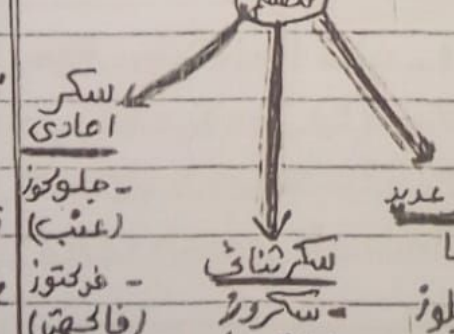 سكر
احادى
- جلوكوز
(عنب)
- فركتوز
(فاكهة)
سكر ثنائى
- سكروز
عديد